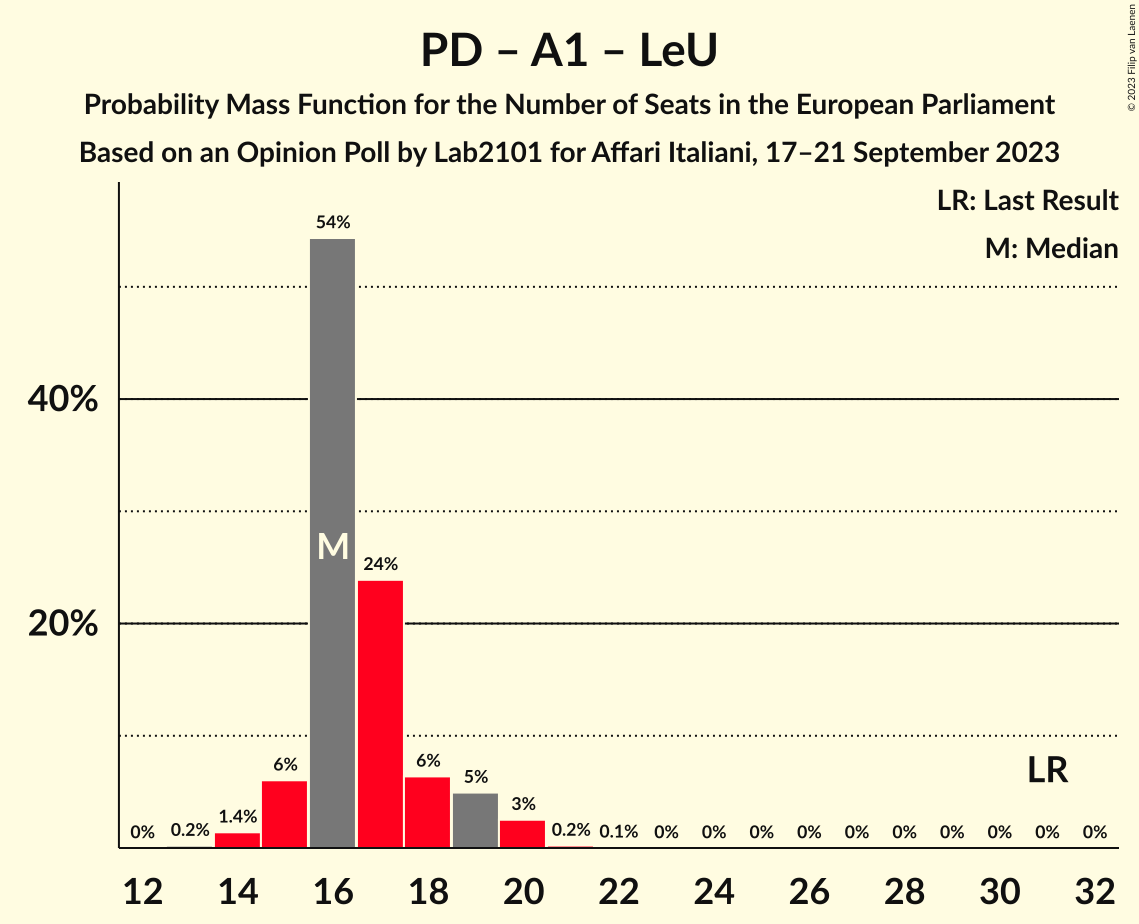 PD – A1 – LeU
Probability Mass Function for the Number of Seats in the European Parliament
Based on an Opinion Poll by Lab2101 for Affari Italiani, 17–21 September 2023
© 2023 Filip van Laenen
LR: Last Result
M: Median
54%
40%
M
24%
20%
LR
6%
6%
5%
3%
1.4%
0% 0.2% 0.2% 0.1% 0% 0% 0% 0% 0% 0% 0% 0% 0% 0%
12 14 16 18 20 22 24 26 28 30 32